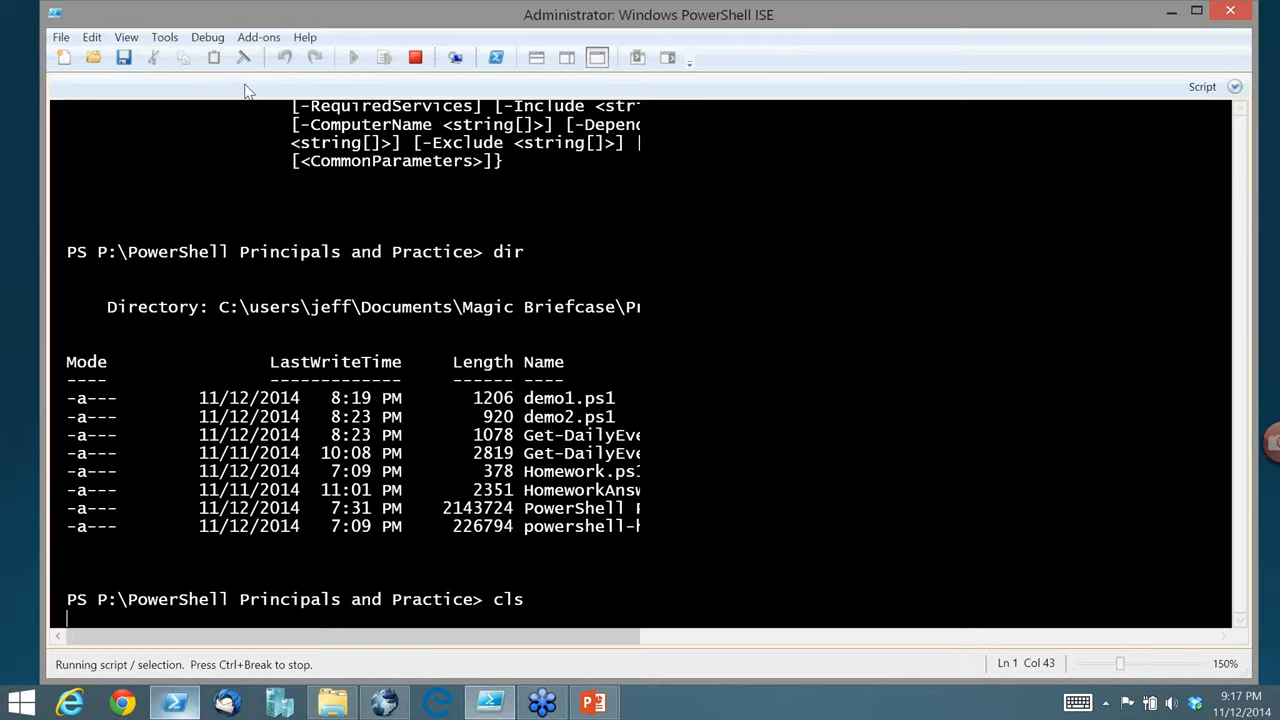 Administrator: Windows PowerShell ISE
File Edit View Tools Debug Add-ons Help
Script
[-RequiredServices] [-Include <str
[-ComputerName <string[]>] [-Depend
<string[]>] [-Exclude <string[]>] [
[<CommonParameters>]}
PS P:\PowerShell Principals and Practice> dir
Directory: C:\users\jeff\Documents\Magic Briefcase\Pr
Mode LastWriteTime Length Name
---- ------------- ------ ----
-a--- 11/12/2014 8:19 PM 1206 demo1.ps1
-a--- 11/12/2014 8:23 PM 920 demo2.ps1
-a--- 11/12/2014 8:23 PM 1078 Get-DailyEve
-a--- 11/11/2014 10:08 PM 2819 Get-DailyEve
-a--- 11/12/2014 7:09 PM 378 Homework.ps1
-a--- 11/11/2014 11:01 PM 2351 HomeworkAnsw
-a--- 11/12/2014 7:31 PM 2143724 PowerShell P
-a--- 11/12/2014 7:09 PM 226794 powershell-h
PS P:\PowerShell Principals and Practice> cls
Running script / selection. Press Ctrl+Break to stop. Ln 1 Col 43 150%
9:17 PM
11/12/2014